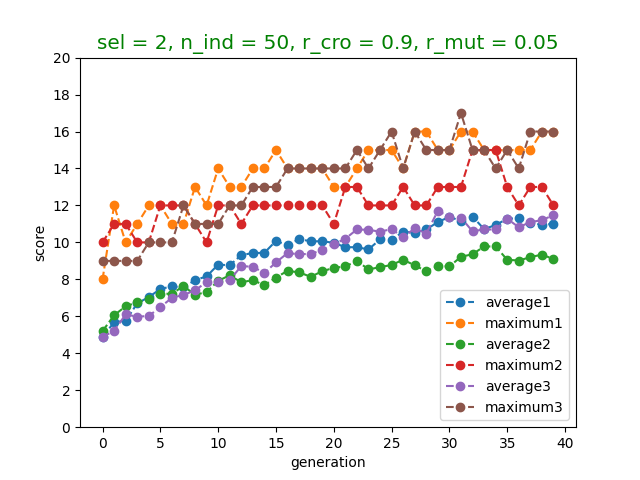 sel = 2, n_ind = 50, r_cro = 0.9, r_mut = 0.05
20
18
16
14
12
10
8
6
4
2
0
score
0 5 10 15 20 25 30 35 40
generation
average1
maximum1
average2
maximum2
average3
maximum3